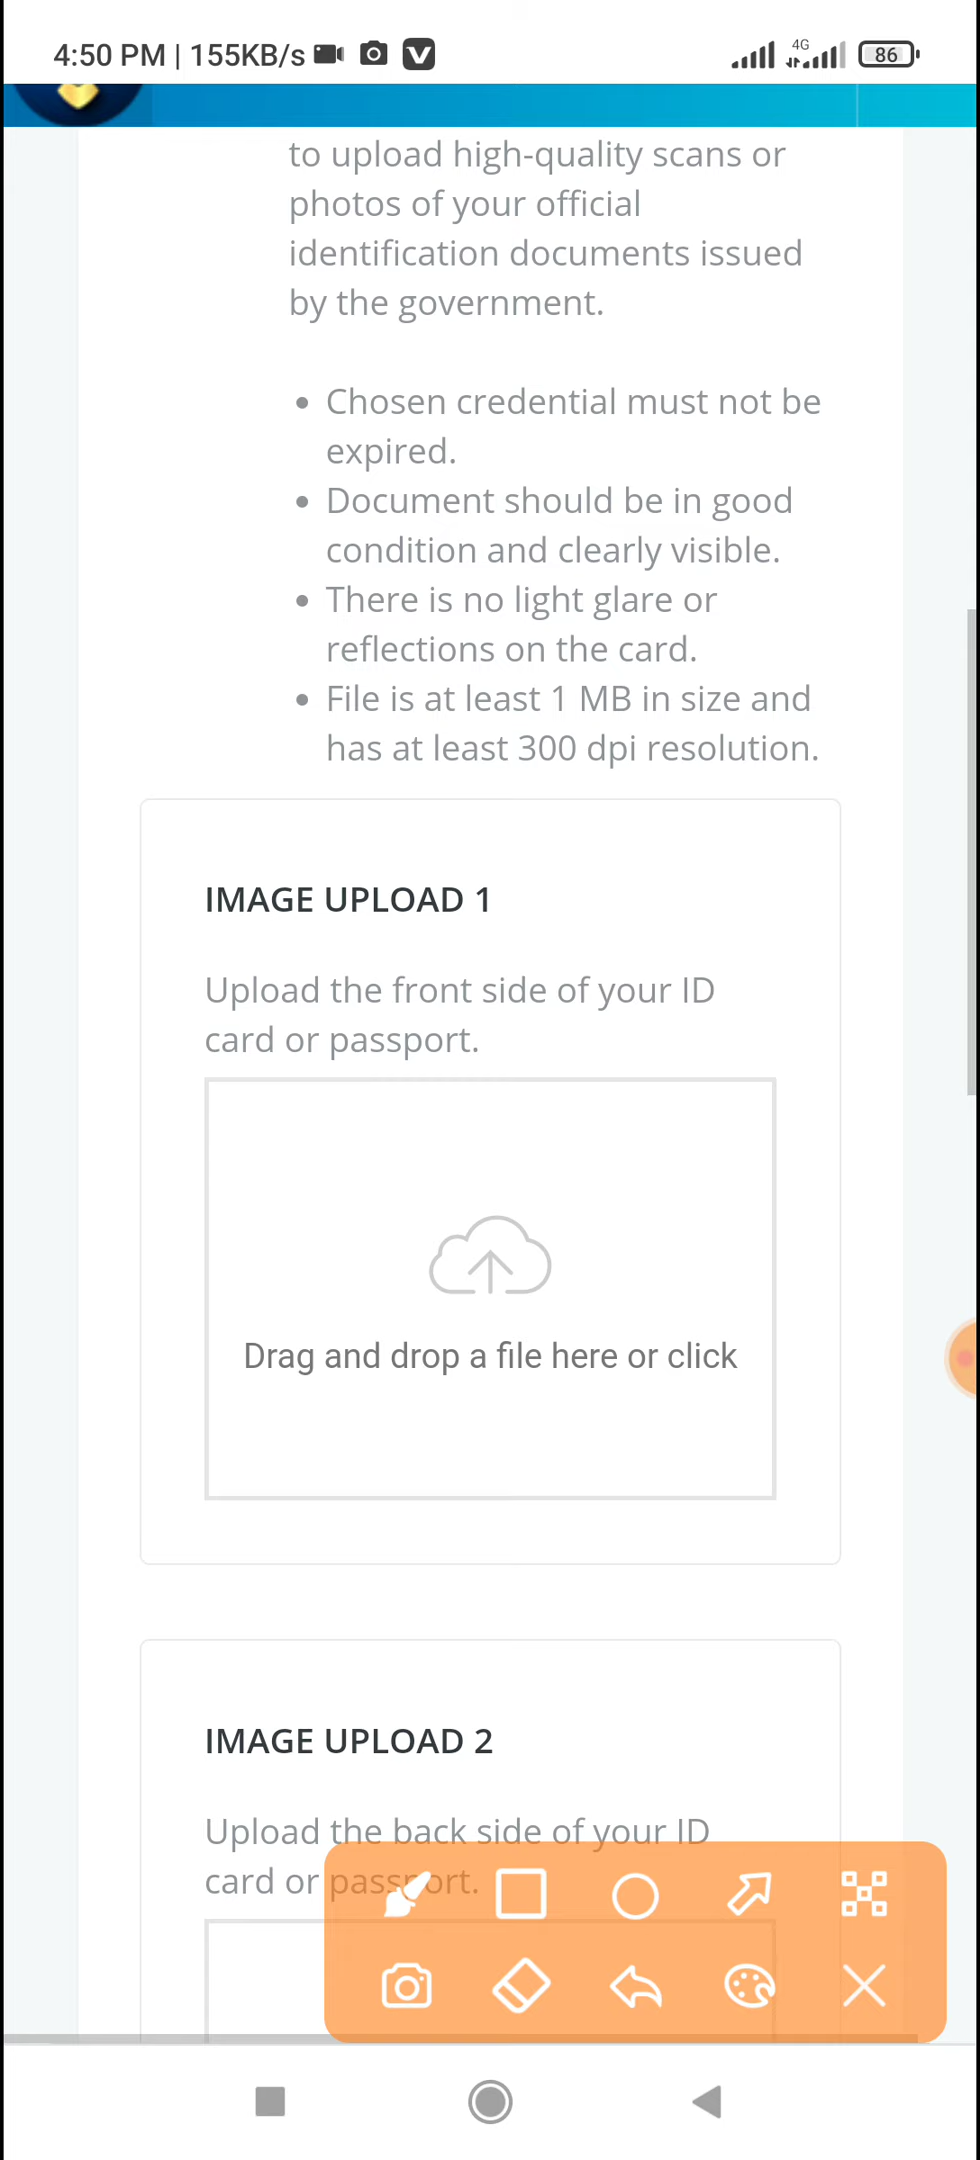 4:50 PM | 155KB/s V 4G 86
to upload high-quality scans or
photos of your official
identification documents issued
by the government.
• Chosen credential must not be
expired.
• Document should be in good
condition and clearly visible.
• There is no light glare or
reflections on the card.
• File is at least 1 MB in size and
has at least 300 dpi resolution.
IMAGE UPLOAD 1
Upload the front side of your ID
card or passport.
Drag and drop a file here or click
IMAGE UPLOAD 2
Upload the back side of your ID
card or passport.